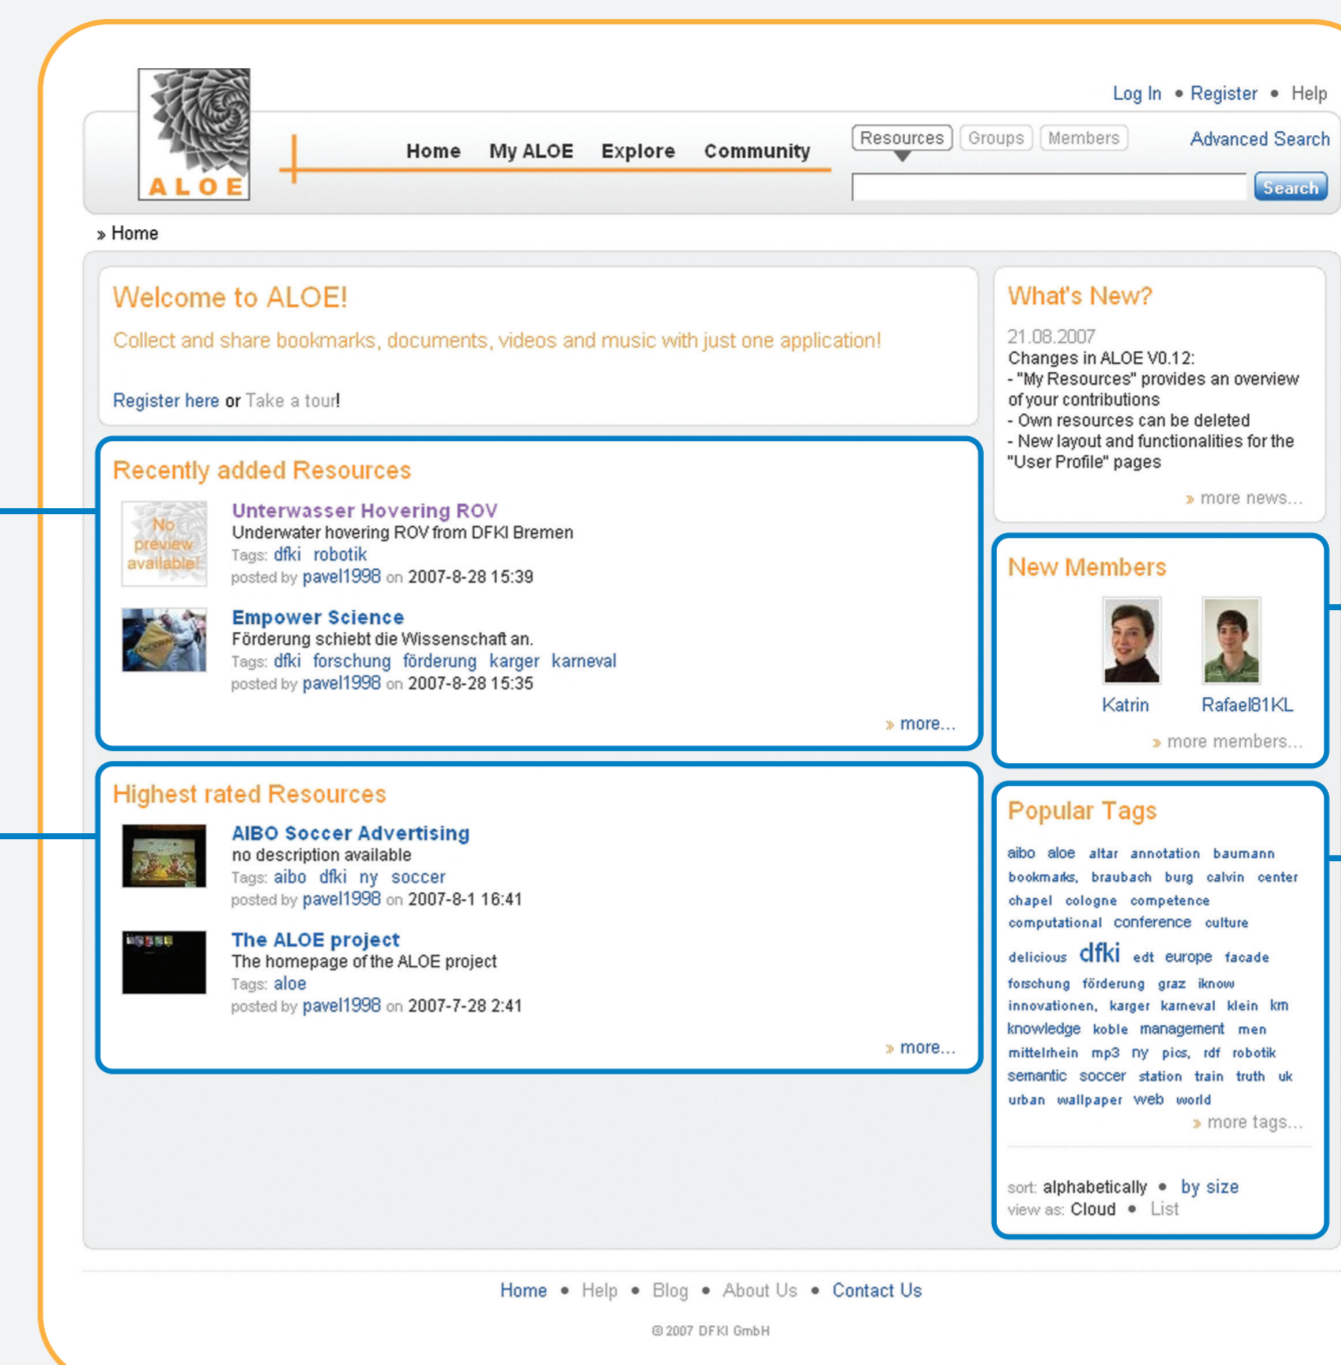 Log In • Register • Help
ALOE
Home My ALOE Explore Community
Resources Groups Members Advanced Search
Search
» Home
Welcome to ALOE!
Collect and share bookmarks, documents, videos and music with just one application!
Register here or Take a tour!
Recently added Resources
No preview available!
Unterwasser Hovering ROV
Underwater hovering ROV from DFKI Bremen
Tags: dfki robotik
posted by pavel1998 on 2007-8-28 15:39
Empower Science
Förderung schiebt die Wissenschaft an.
Tags: dfki forschung förderung karger karneval
posted by pavel1998 on 2007-8-28 15:35
» more...
Highest rated Resources
AIBO Soccer Advertising
no description available
Tags: aibo dfki ny soccer
posted by pavel1998 on 2007-8-1 16:41
The ALOE project
The homepage of the ALOE project
Tags: aloe
posted by pavel1998 on 2007-7-28 2:41
» more...
What's New?
21.08.2007
Changes in ALOE V0.12:
- "My Resources" provides an overview
of your contributions
- Own resources can be deleted
- New layout and functionalities for the
"User Profile" pages
» more news...
New Members
Katrin Rafael81KL
» more members...
Popular Tags
aibo aloe altar annotation baumann
bookmarks, braubach burg calvin center
chapel cologne competence
computational conference culture
delicious dfki edt europe facade
forschung förderung graz iknow
innovationen, karger karneval klein km
knowledge koble management men
mittelrhein mp3 ny pics, rdf robotik
semantic soccer station train truth uk
urban wallpaper web world
» more tags...
sort: alphabetically • by size
view as: Cloud • List
Home • Help • Blog • About Us • Contact Us
© 2007 DFKI GmbH